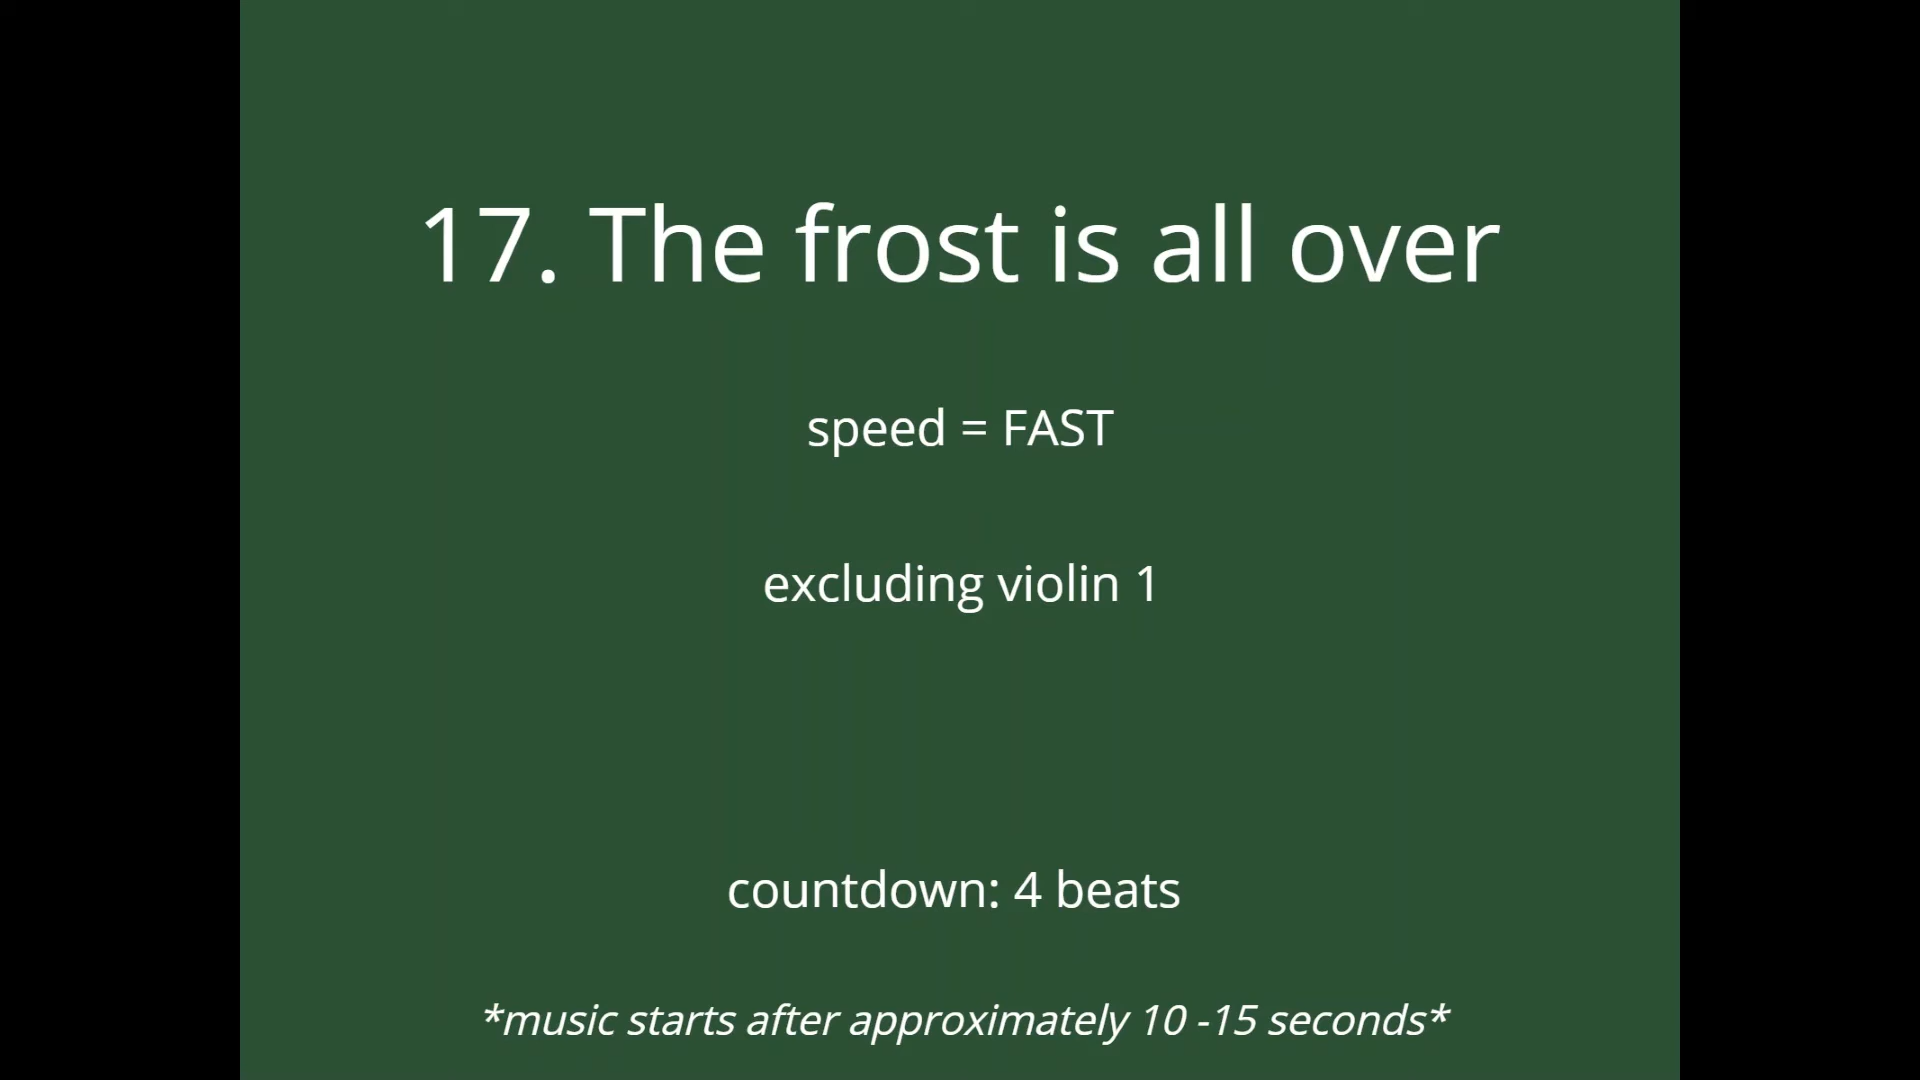 17. The frost is all over
speed = FAST
excluding violin 1
countdown: 4 beats
*music starts after approximately 10 -15 seconds*